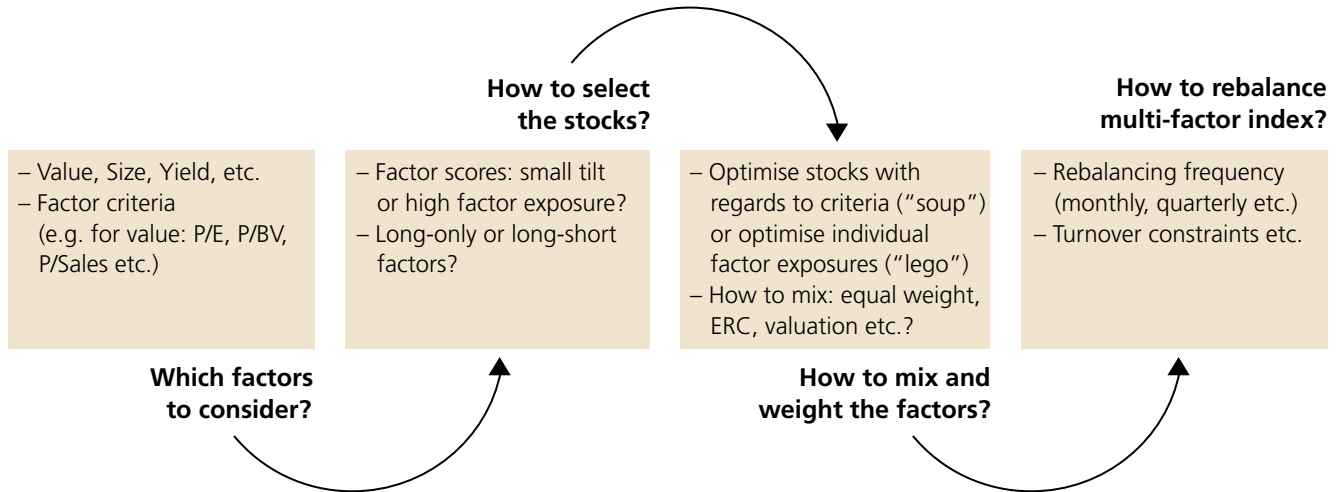 How to select
the stocks?
How to rebalance
multi-factor index?
– Value, Size, Yield, etc.
– Factor criteria
(e.g. for value: P/E, P/BV,
P/Sales etc.)
– Factor scores: small tilt
or high factor exposure?
– Long-only or long-short
factors?
– Optimise stocks with
regards to criteria (“soup”)
or optimise individual
factor exposures (“lego”)
– How to mix: equal weight,
ERC, valuation etc.?
– Rebalancing frequency
(monthly, quarterly etc.)
– Turnover constraints etc.
Which factors
to consider?
How to mix and
weight the factors?